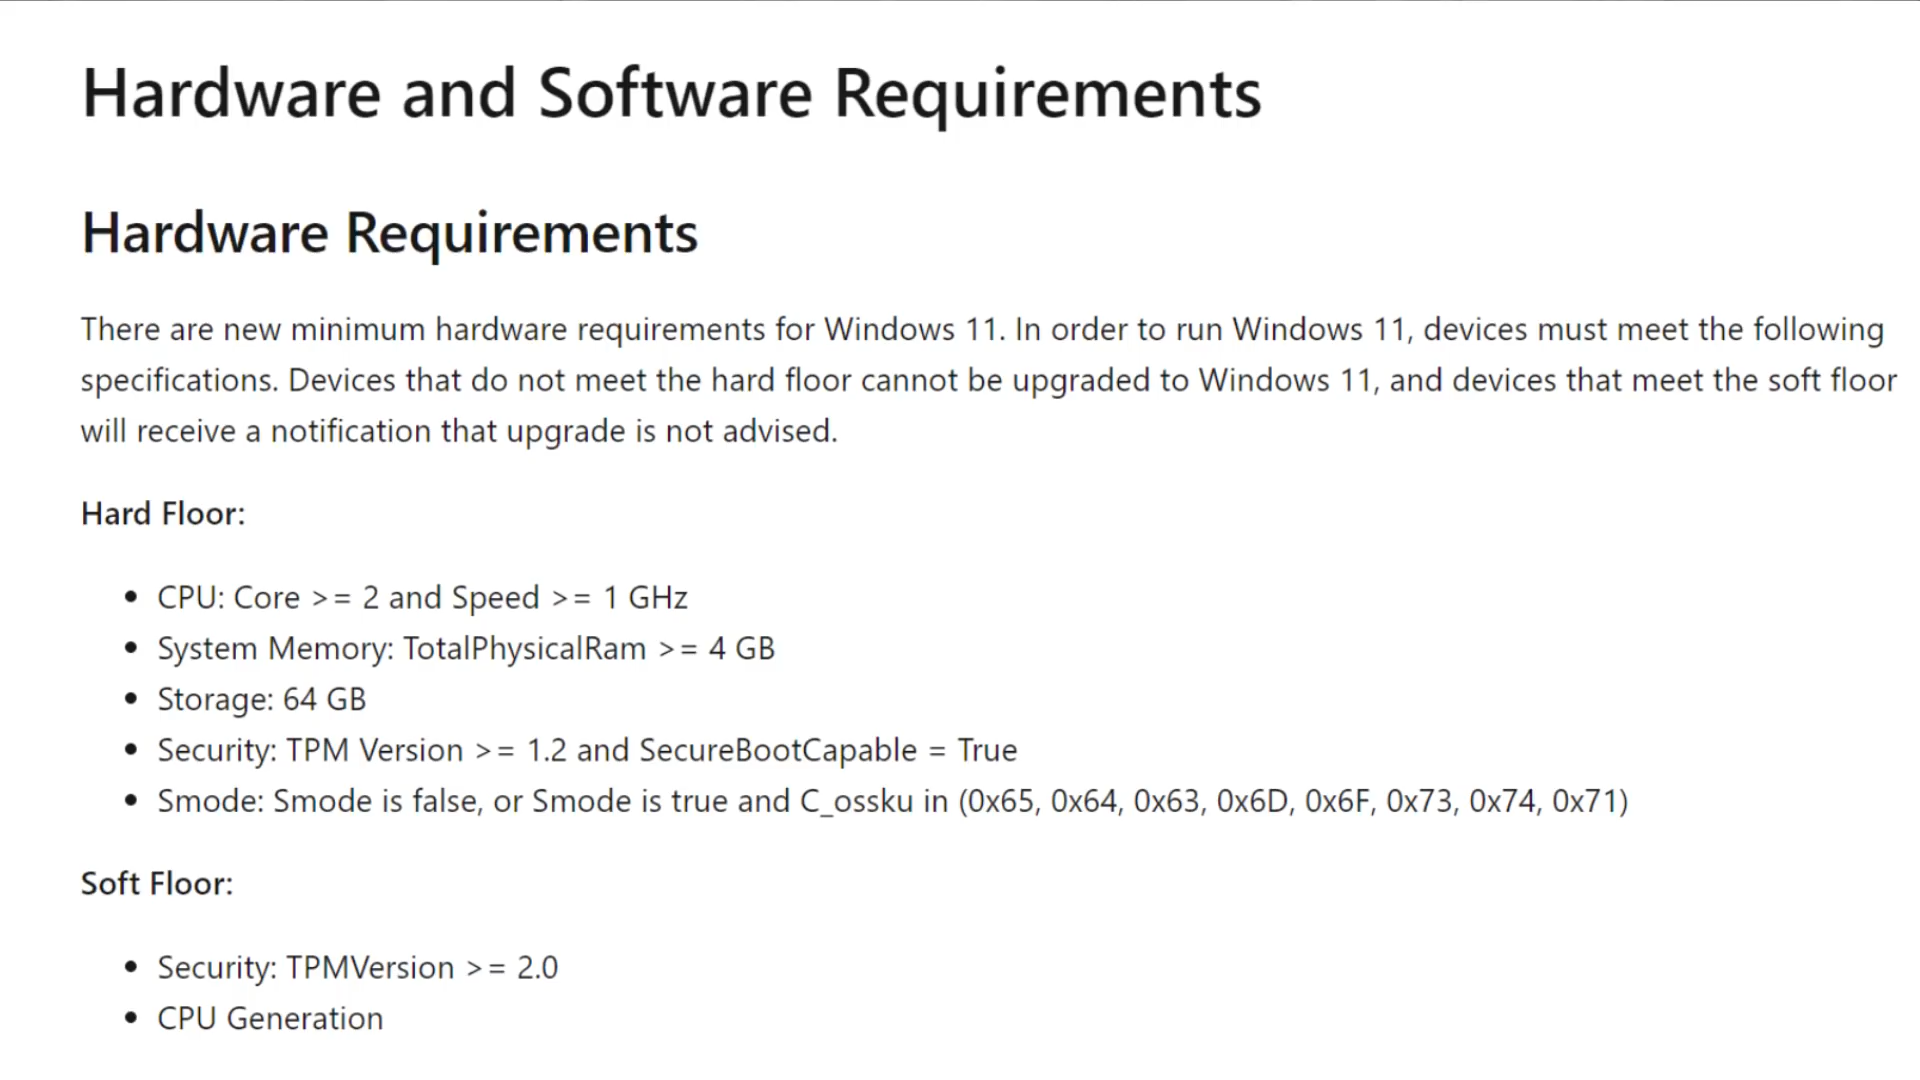 Hardware and Software Requirements
Hardware Requirements
There are new minimum hardware requirements for Windows 11. In order to run Windows 11, devices must meet the following
specifications. Devices that do not meet the hard floor cannot be upgraded to Windows 11, and devices that meet the soft floor
will receive a notification that upgrade is not advised.
Hard Floor:
• CPU: Core >= 2 and Speed >= 1 GHz
• System Memory: TotalPhysicalRam >= 4 GB
• Storage: 64 GB
• Security: TPM Version >= 1.2 and SecureBootCapable = True
• Smode: Smode is false, or Smode is true and C_ossku in (0x65, 0x64, 0x63, 0x6D, 0x6F, 0x73, 0x74, 0x71)
Soft Floor:
• Security: TPMVersion >= 2.0
• CPU Generation